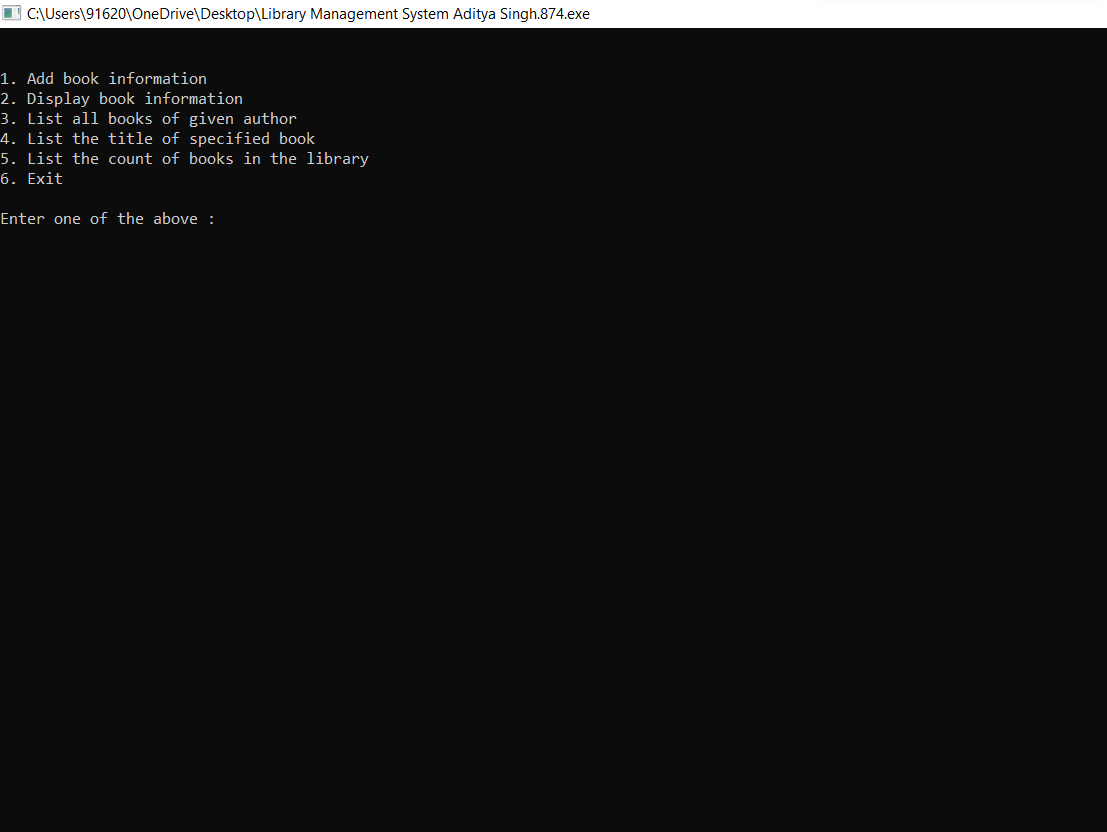 C:\Users\91620\OneDrive\Desktop\Library Management System Aditya Singh.874.exe
1. Add book information
2. Display book information
3. List all books of given author
4. List the title of specified book
5. List the count of books in the library
6. Exit
Enter one of the above :